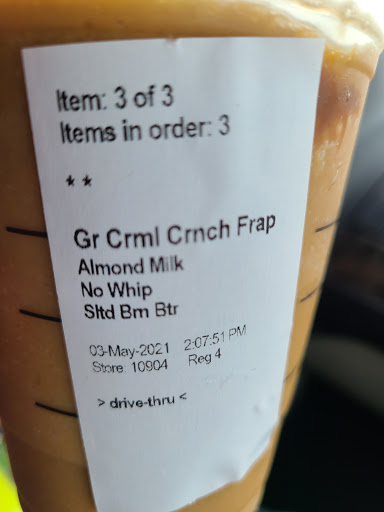 Item: 3 of 3
Items in order: 3
* *
Gr Crml Crnch Frap
Almond Milk
No Whip
Sltd Brn Btr
03-May-2021 2:07:51 PM
Store 10904 Reg 4
> drive-thru <